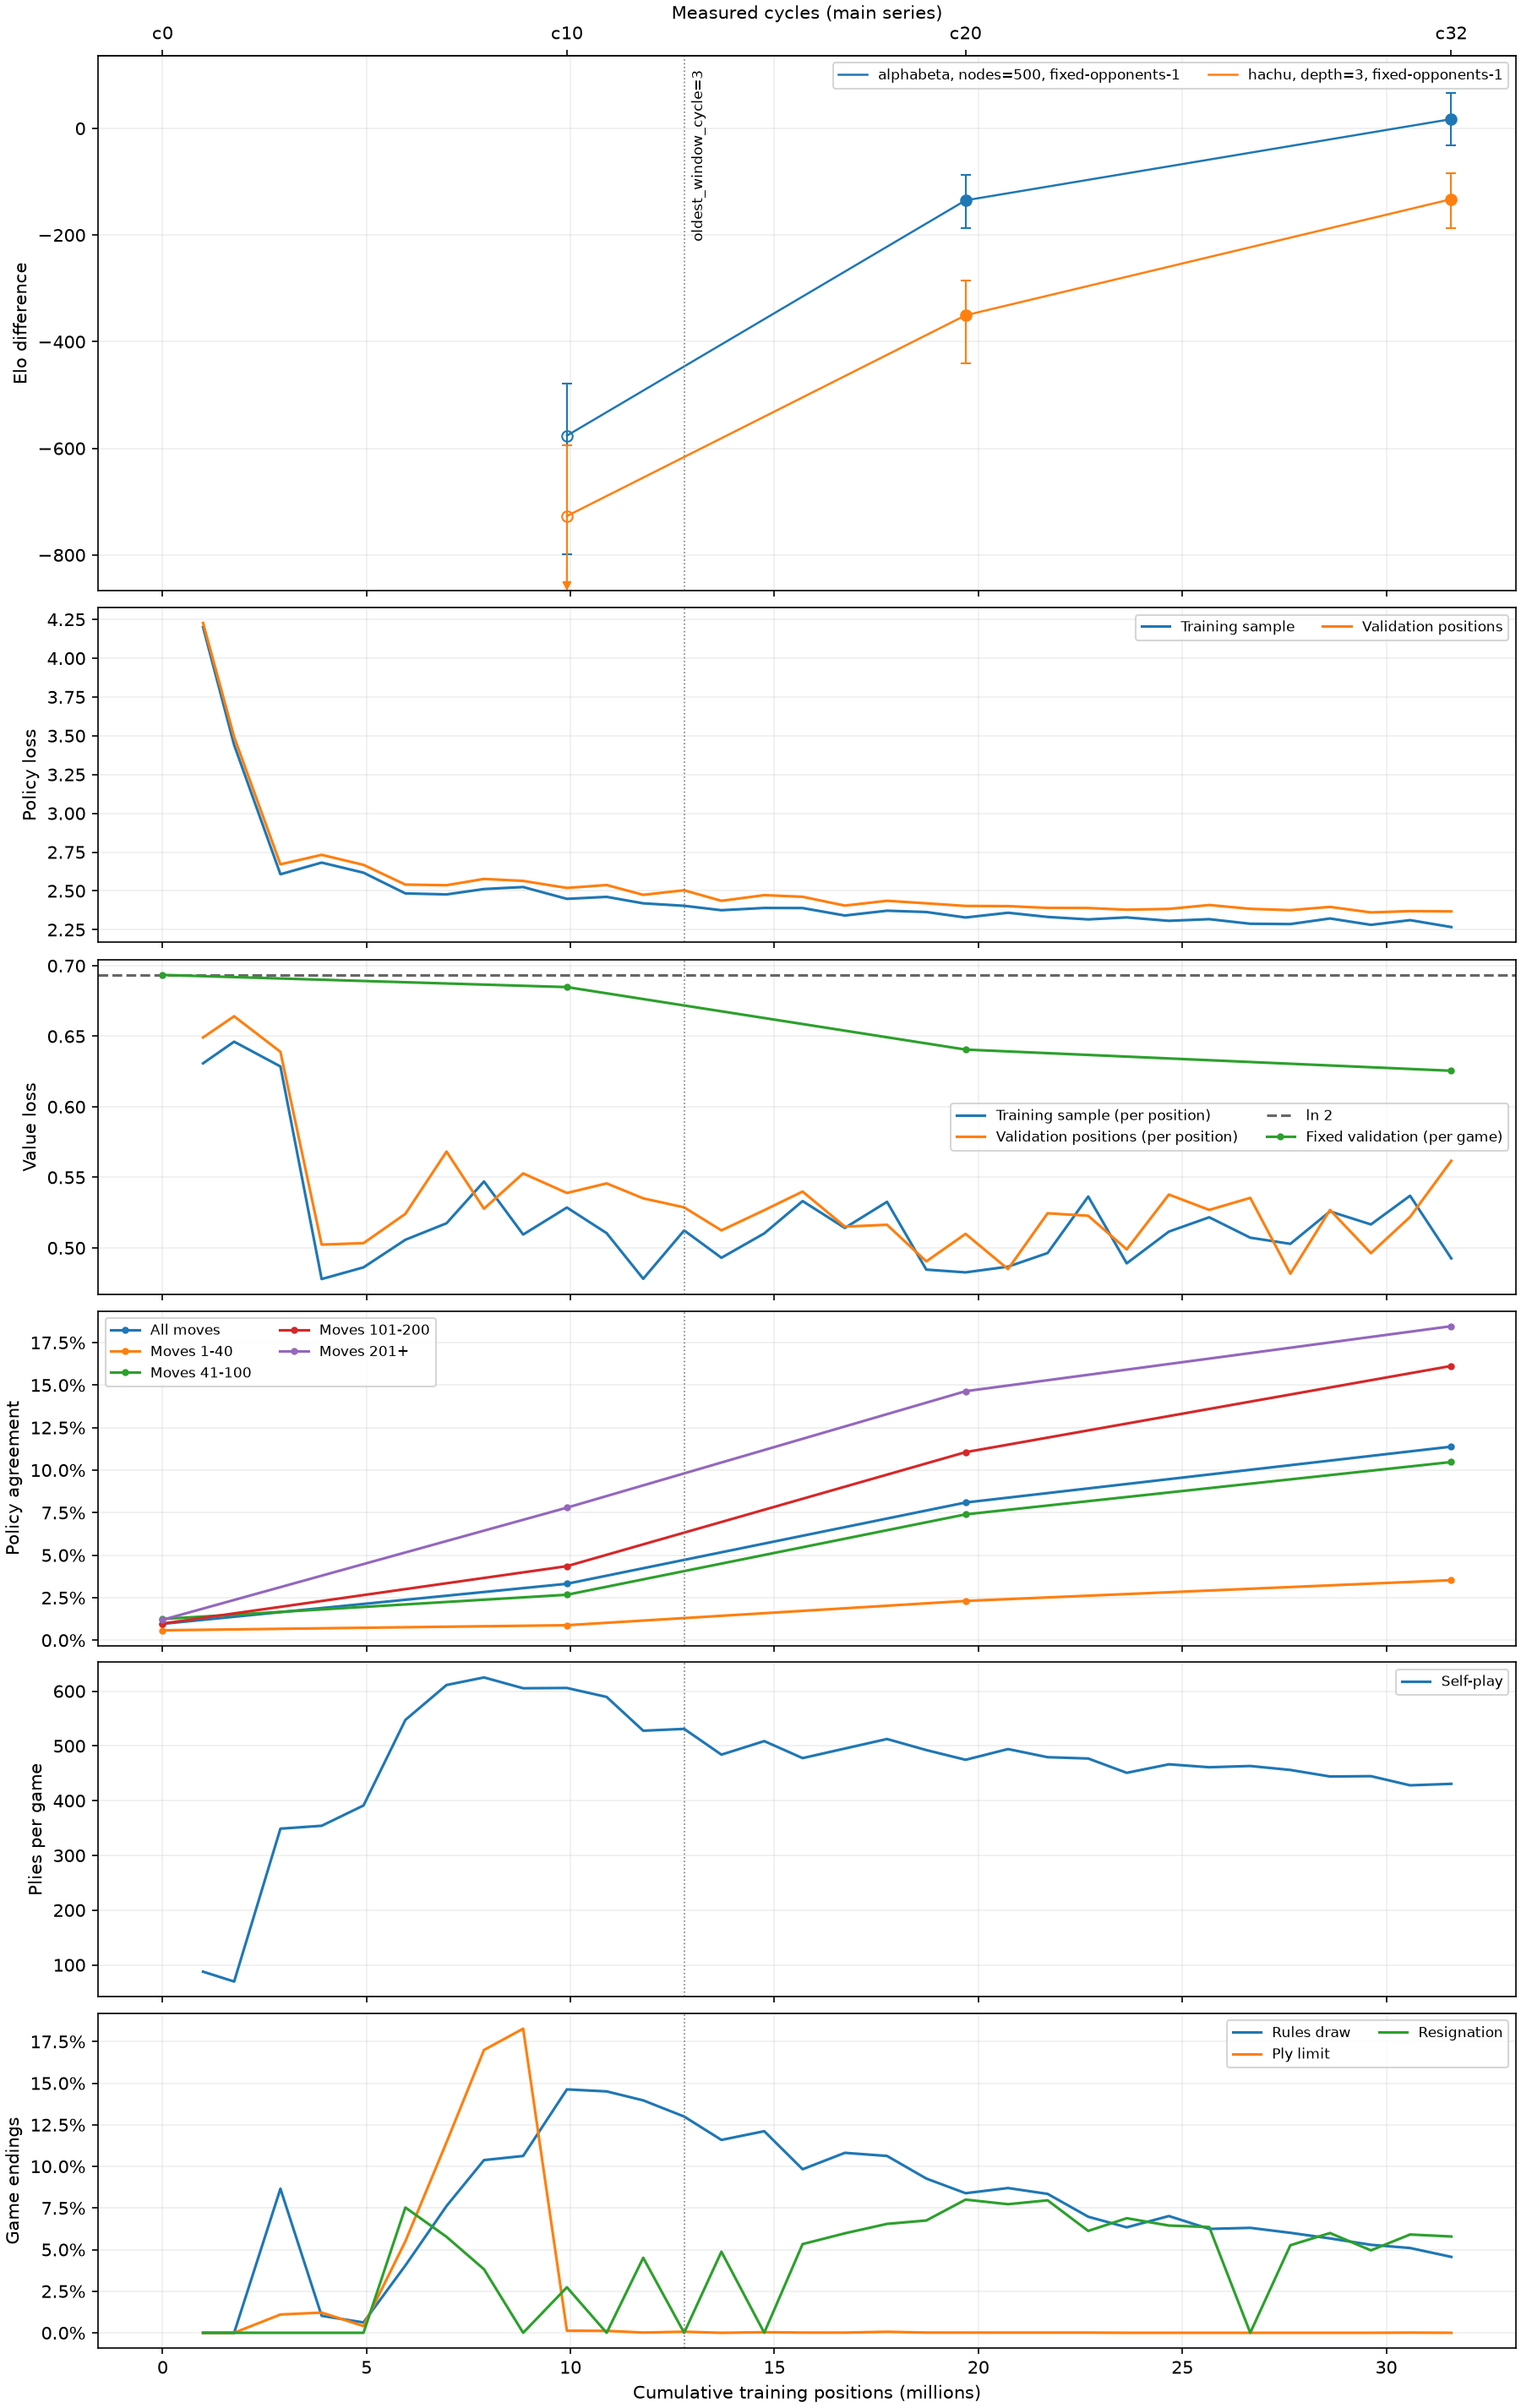 Measured cycles (main series)
c0 c10 c20 c32
alphabeta, nodes=500, fixed-opponents-1 hachu, depth=3, fixed-opponents-1
oldest_window_cycle=3
Elo difference
0
−200
−400
−600
−800
Training sample Validation positions
Policy loss
4.25
4.00
3.75
3.50
3.25
3.00
2.75
2.50
2.25
Value loss
0.70
0.65
0.60
0.55
0.50
Training sample (per position) ln 2
Validation positions (per position) Fixed validation (per game)
Policy agreement
All moves Moves 101-200
Moves 1-40 Moves 201+
Moves 41-100
17.5%
15.0%
12.5%
10.0%
7.5%
5.0%
2.5%
0.0%
Self-play
Plies per game
600
500
400
300
200
100
Rules draw Resignation
Ply limit
Game endings
17.5%
15.0%
12.5%
10.0%
7.5%
5.0%
2.5%
0.0%
0 5 10 15 20 25 30
Cumulative training positions (millions)